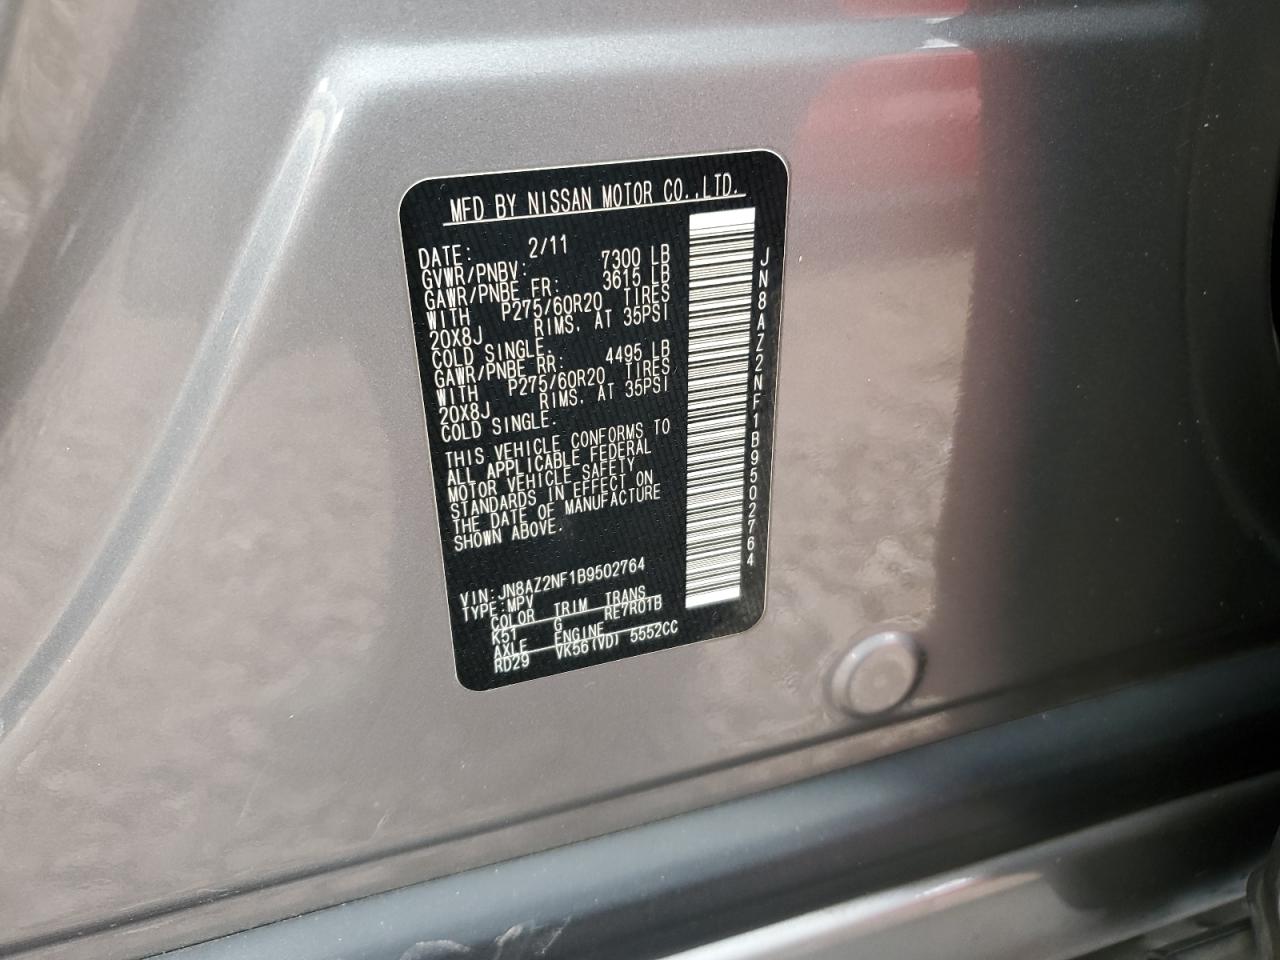 MFD BY NISSAN MOTOR CO.,LTD.
DATE: 2/11
GVWR/PNBV: 7300 LB
GAWR/PNBE FR: 3615 LB
WITH P275/60R20 TIRES
20X8J RIMS, AT 35PSI
COLD SINGLE.
GAWR/PNBE RR: 4495 LB
WITH P275/60R20 TIRES
20X8J RIMS, AT 35PSI
COLD SINGLE.
THIS VEHICLE CONFORMS TO
ALL APPLICABLE FEDERAL
MOTOR VEHICLE SAFETY
STANDARDS IN EFFECT ON
THE DATE OF MANUFACTURE
SHOWN ABOVE.
VIN:JN8AZ2NF1B9502764
TYPE:MPV
COLOR TRIM TRANS
K51 G RE7R01B
AXLE ENGINE
RD29 VK56(VD) 5552CC
JN8AZ2NF1B9502764